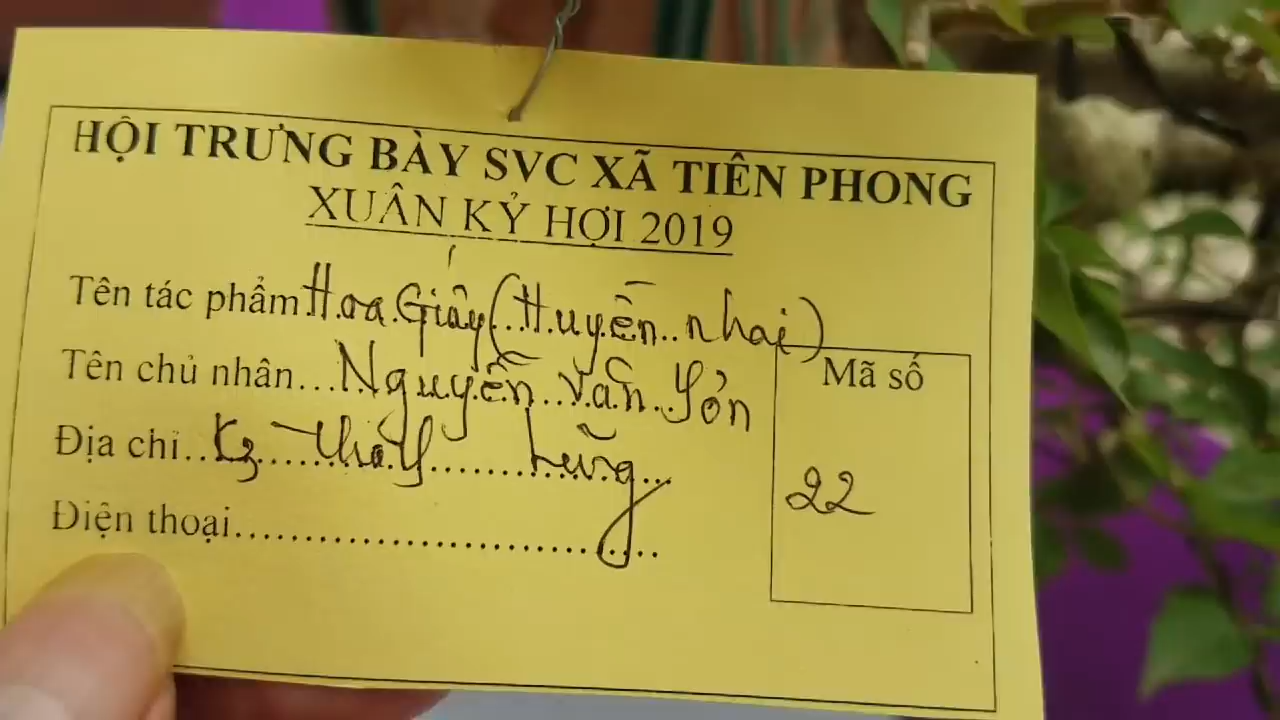 HỘI TRƯNG BÀY SVC XÃ TIÊN PHONG
XUÂN KỶ HỢI 2019
Tên tác phẩm Hoa Giấy (Huyền nhai)
Tên chủ nhân...Nguyễn Văn Sơn
Mã số
Địa chỉ.. Lũng...
22
Điện thoại.....................................